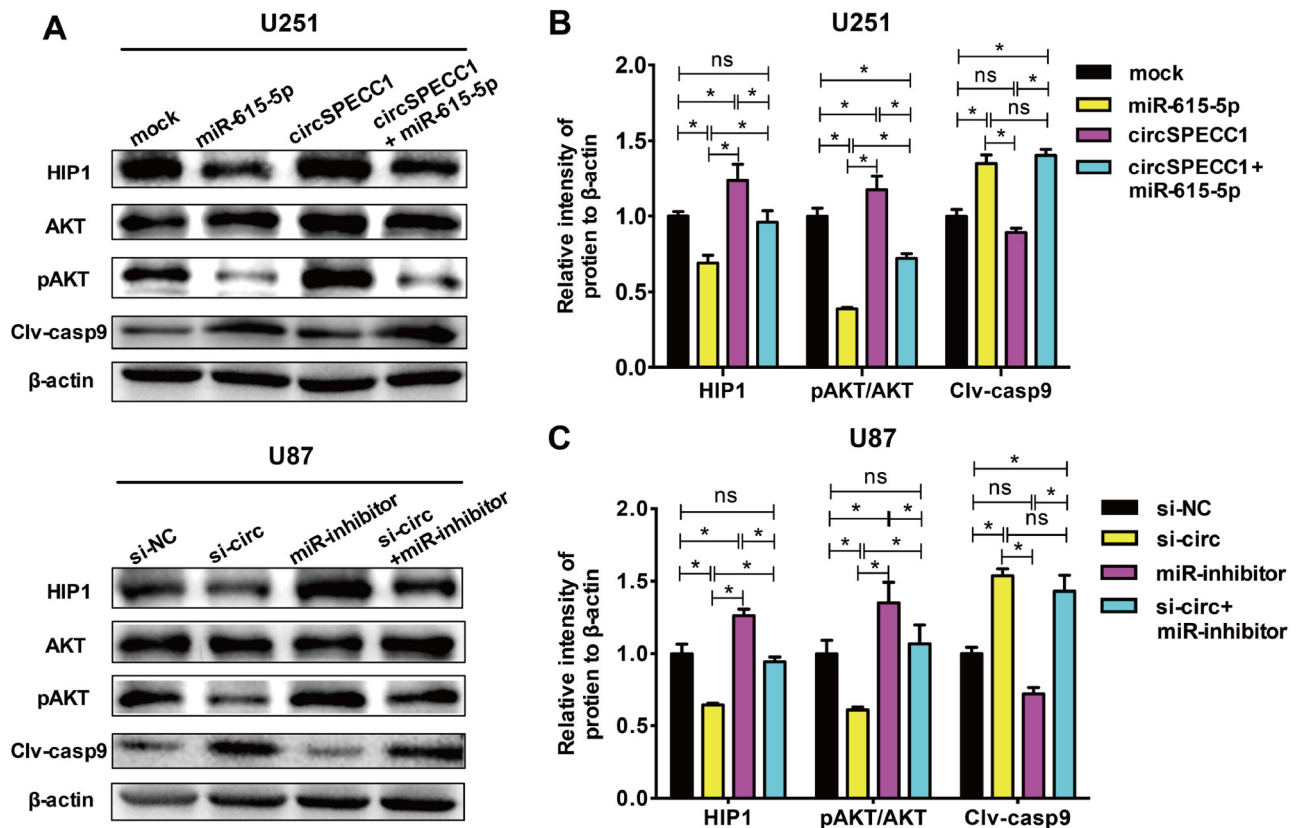 A
U251
mock
miR-615-5p
circSPECC1
circSPECC1
+ miR-615-5p
HIP1
AKT
pAKT
Clv-casp9
β-actin
U87
si-NC
si-circ
miR-inhibitor
si-circ
+miR-inhibitor
HIP1
AKT
pAKT
Clv-casp9
β-actin
B
U251
Relative intensity of
protien to β-actin
2.0
1.5
1.0
0.5
0.0
ns
* *
* *
*
*
* *
* *
*
*
ns *
* ns
*
HIP1 pAKT/AKT Clv-casp9
mock
miR-615-5p
circSPECC1
circSPECC1+
miR-615-5p
C
U87
Relative intensity of
protien to β-actin
2.0
1.5
1.0
0.5
0.0
ns
* *
* *
*
ns
* *
* *
*
*
ns *
* ns
*
HIP1 pAKT/AKT Clv-casp9
si-NC
si-circ
miR-inhibitor
si-circ+
miR-inhibitor